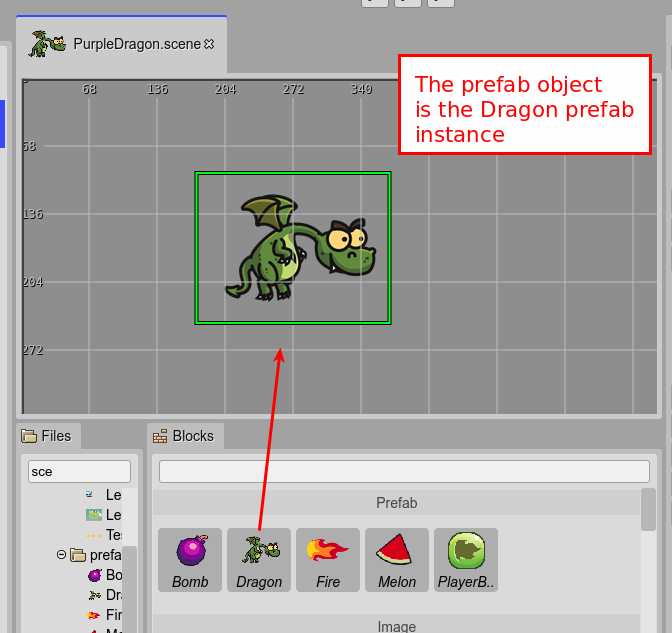 PurpleDragon.scene
The prefab object
is the Dragon prefab
instance
68 136 204 272 340
68
136
204
272
Files
Blocks
sce
Le
Le
Te
Prefab
prefa
Bo
Bomb Dragon Fire Melon PlayerB..
Dr
Fir
Image